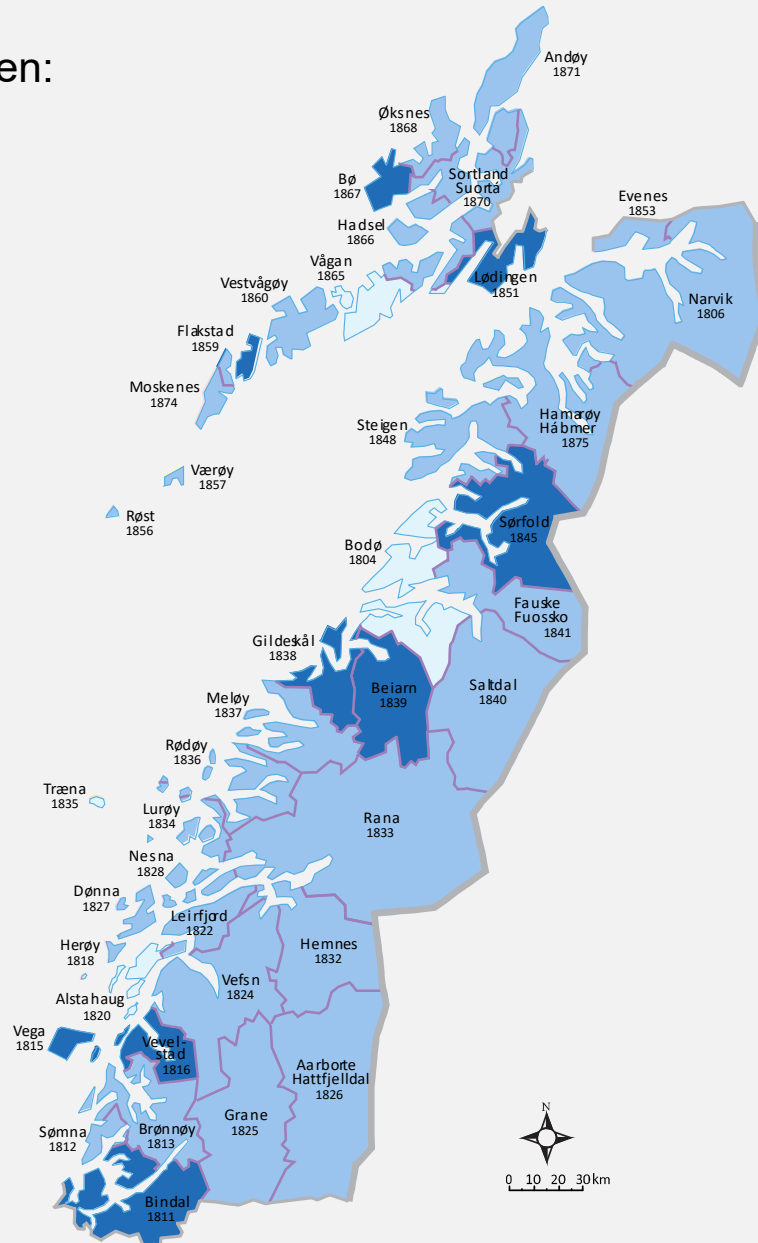 en:
Andøy
1871
Øksnes
1868
Bø
1867
Sortland
Suortá
1870
Hadsel
1866
Evenes
1853
Vågan
1865
Lødingen
1851
Vestvågøy
1860
Narvik
1806
Flakstad
1859
Moskenes
1874
Hamarøy
Hábmer
1875
Steigen
1848
Værøy
1857
Røst
1856
Sørfold
1845
Bodø
1804
Fauske
Fuossko
1841
Gildeskål
1838
Beiarn
1839
Saltdal
1840
Meløy
1837
Rødøy
1836
Træna
1835
Lurøy
1834
Rana
1833
Nesna
1828
Dønna
1827
Leirfjord
1822
Herøy
1818
Hemnes
1832
Vefsn
1824
Alstahaug
1820
Vega
1815
Vevel-
stad
1816
Aarborte
Hattfjelldal
1826
Grane
1825
Sømna
1812
Brønnøy
1813
Bindal
1811
N
0 10 20 30 km